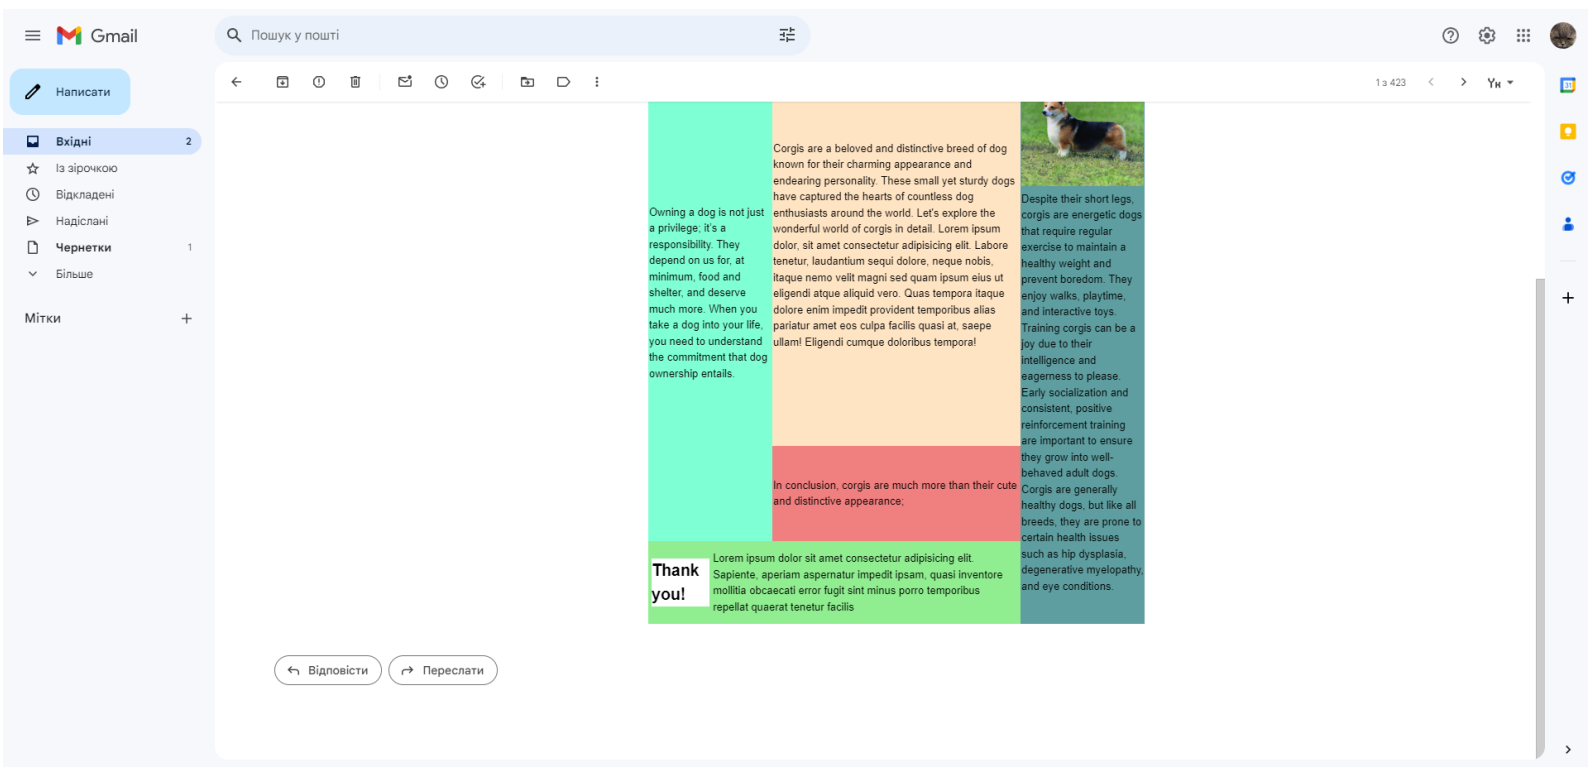 Gmail
Пошук у пошті
Написати
1 з 423
Ун
Вхідні 2
Із зірочкою
Відкладені
Надіслані
Чернетки 1
Більше
Мітки
31
Owning a dog is not just
a privilege; it's a
responsibility. They
depend on us for, at
minimum, food and
shelter, and deserve
much more. When you
take a dog into your life,
you need to understand
the commitment that dog
ownership entails.
Corgis are a beloved and distinctive breed of dog
known for their charming appearance and
endearing personality. These small yet sturdy dogs
have captured the hearts of countless dog
enthusiasts around the world. Let's explore the
wonderful world of corgis in detail. Lorem ipsum
dolor, sit amet consectetur adipisicing elit. Labore
tenetur, laudantium sequi dolore, neque nobis,
itaque nemo velit magni sed quam ipsum eius ut
eligendi atque aliquid vero. Quas tempora itaque
dolore enim impedit provident temporibus alias
pariatur amet eos culpa facilis quasi at, saepe
ullam! Eligendi cumque doloribus tempora!
Despite their short legs,
corgis are energetic dogs
that require regular
exercise to maintain a
healthy weight and
prevent boredom. They
enjoy walks, playtime,
and interactive toys.
Training corgis can be a
joy due to their
intelligence and
eagerness to please.
Early socialization and
consistent, positive
reinforcement training
are important to ensure
they grow into well-
behaved adult dogs.
Corgis are generally
healthy dogs, but like all
breeds, they are prone to
certain health issues
such as hip dysplasia,
degenerative myelopathy,
and eye conditions.
In conclusion, corgis are much more than their cute
and distinctive appearance;
Thank
you!
Lorem ipsum dolor sit amet consectetur adipisicing elit.
Sapiente, aperiam aspernatur impedit ipsam, quasi inventore
mollitia obcaecati error fugit sint minus porro temporibus
repellat quaerat tenetur facilis
Відповісти
Переслати